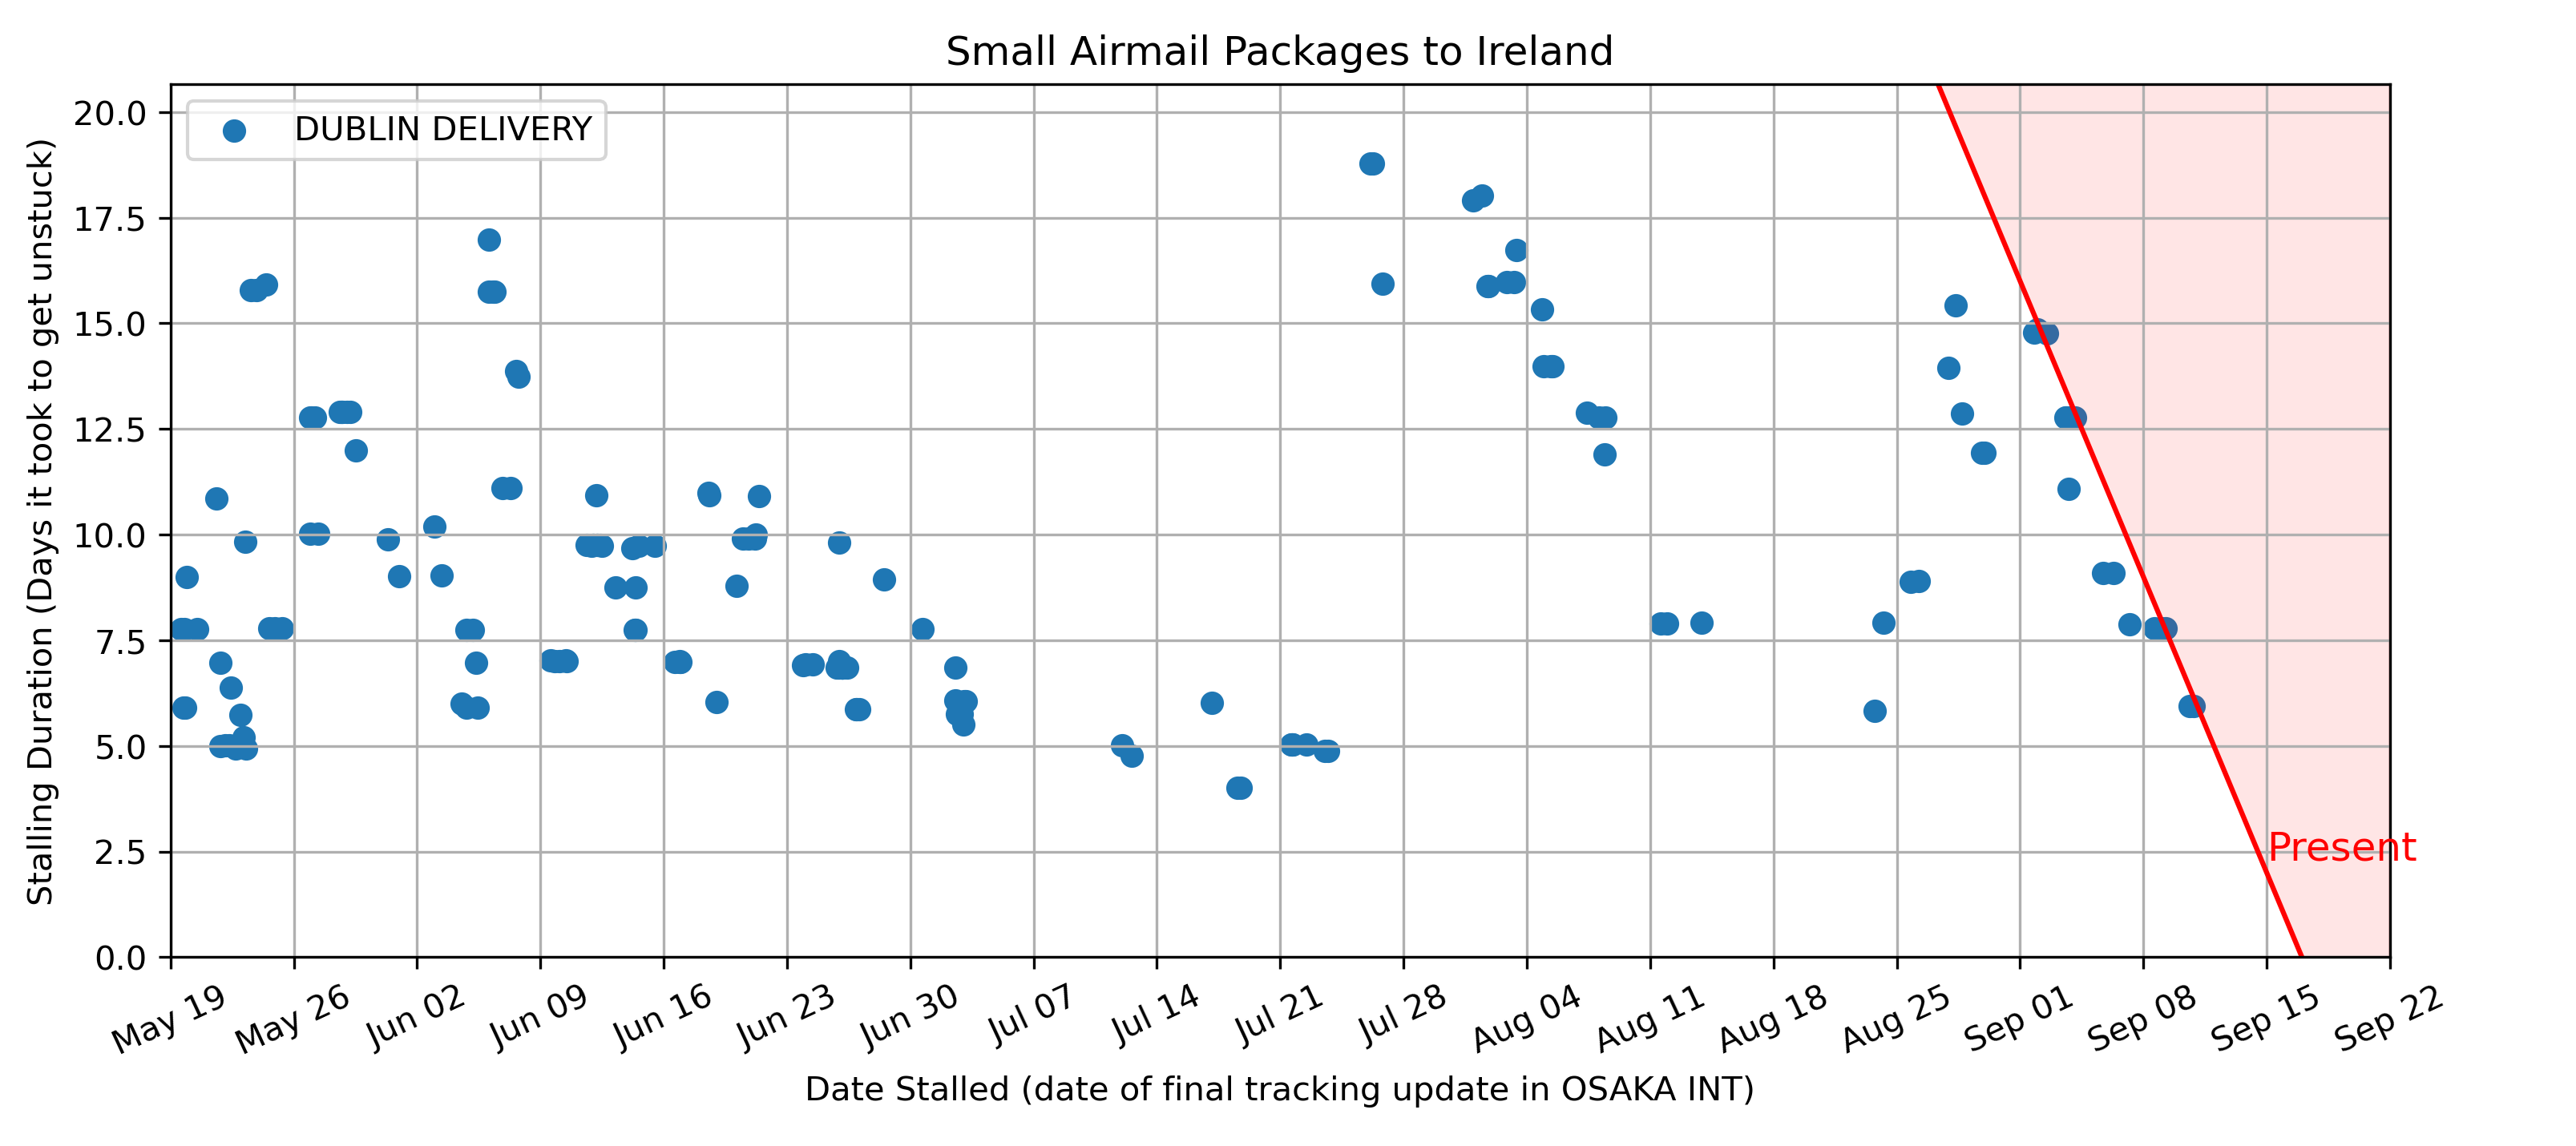 Small Airmail Packages to Ireland
DUBLIN DELIVERY
Stalling Duration (Days it took to get unstuck)
20.0
17.5
15.0
12.5
10.0
7.5
5.0
2.5
0.0
Present
May 19
May 26
Jun 02
Jun 09
Jun 16
Jun 23
Jun 30
Jul 07
Jul 14
Jul 21
Jul 28
Aug 04
Aug 11
Aug 18
Aug 25
Sep 01
Sep 08
Sep 15
Sep 22
Date Stalled (date of final tracking update in OSAKA INT)